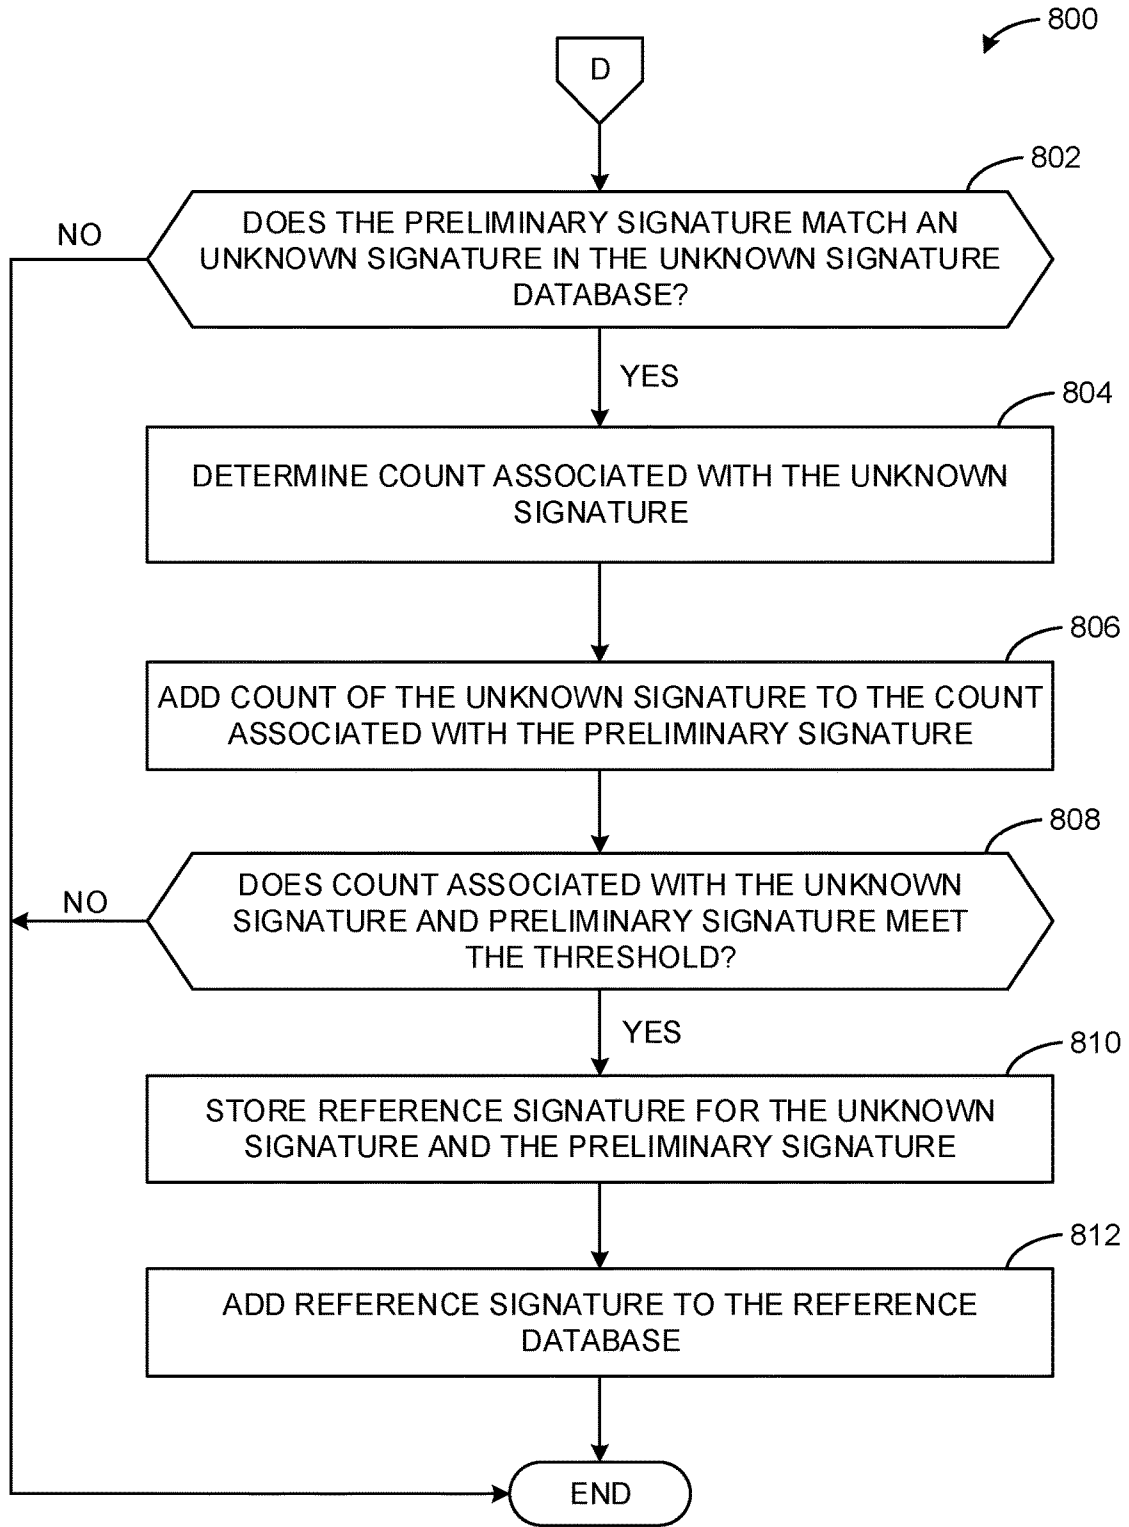 800
D
802
DOES THE PRELIMINARY SIGNATURE MATCH AN
UNKNOWN SIGNATURE IN THE UNKNOWN SIGNATURE
DATABASE?
NO
YES
804
DETERMINE COUNT ASSOCIATED WITH THE UNKNOWN
SIGNATURE
806
ADD COUNT OF THE UNKNOWN SIGNATURE TO THE COUNT
ASSOCIATED WITH THE PRELIMINARY SIGNATURE
808
DOES COUNT ASSOCIATED WITH THE UNKNOWN
SIGNATURE AND PRELIMINARY SIGNATURE MEET
THE THRESHOLD?
NO
YES
810
STORE REFERENCE SIGNATURE FOR THE UNKNOWN
SIGNATURE AND THE PRELIMINARY SIGNATURE
812
ADD REFERENCE SIGNATURE TO THE REFERENCE
DATABASE
END